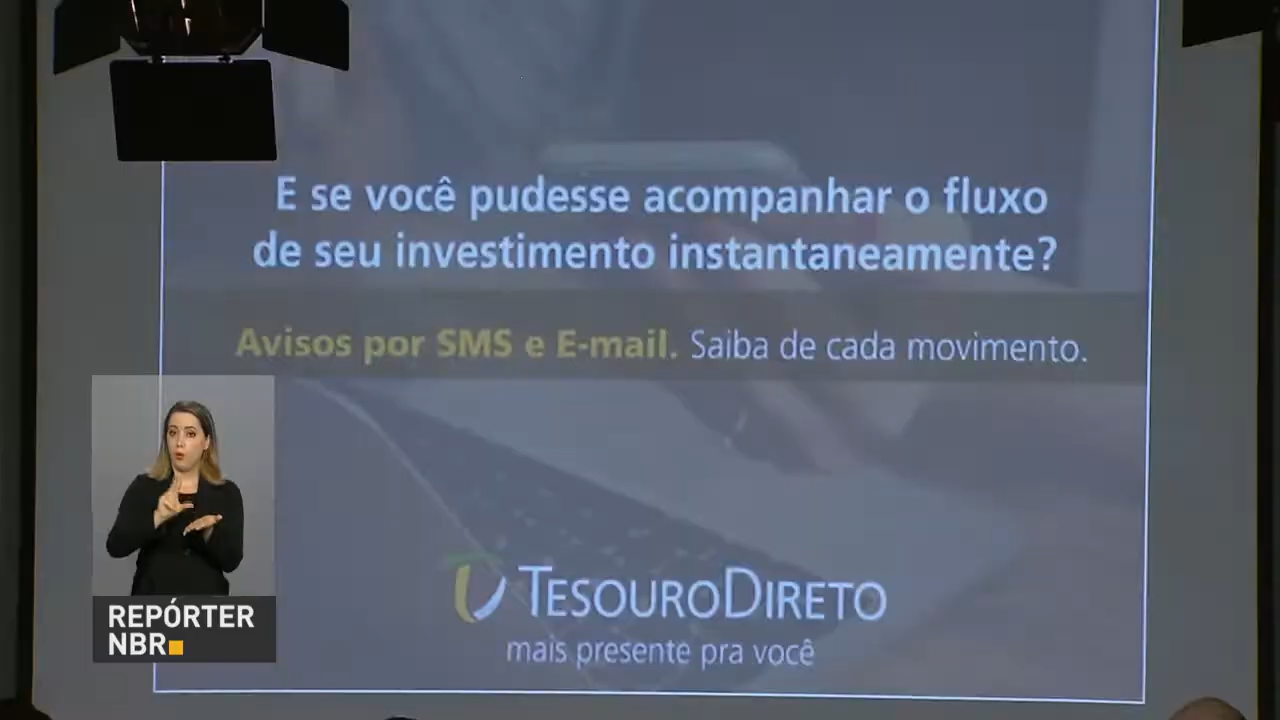 E se você pudesse acompanhar o fluxo
de seu investimento instantaneamente?
Avisos por SMS e E-mail. Saiba de cada movimento.
TESOURODIRETO
mais presente pra você
REPÓRTER
NBR